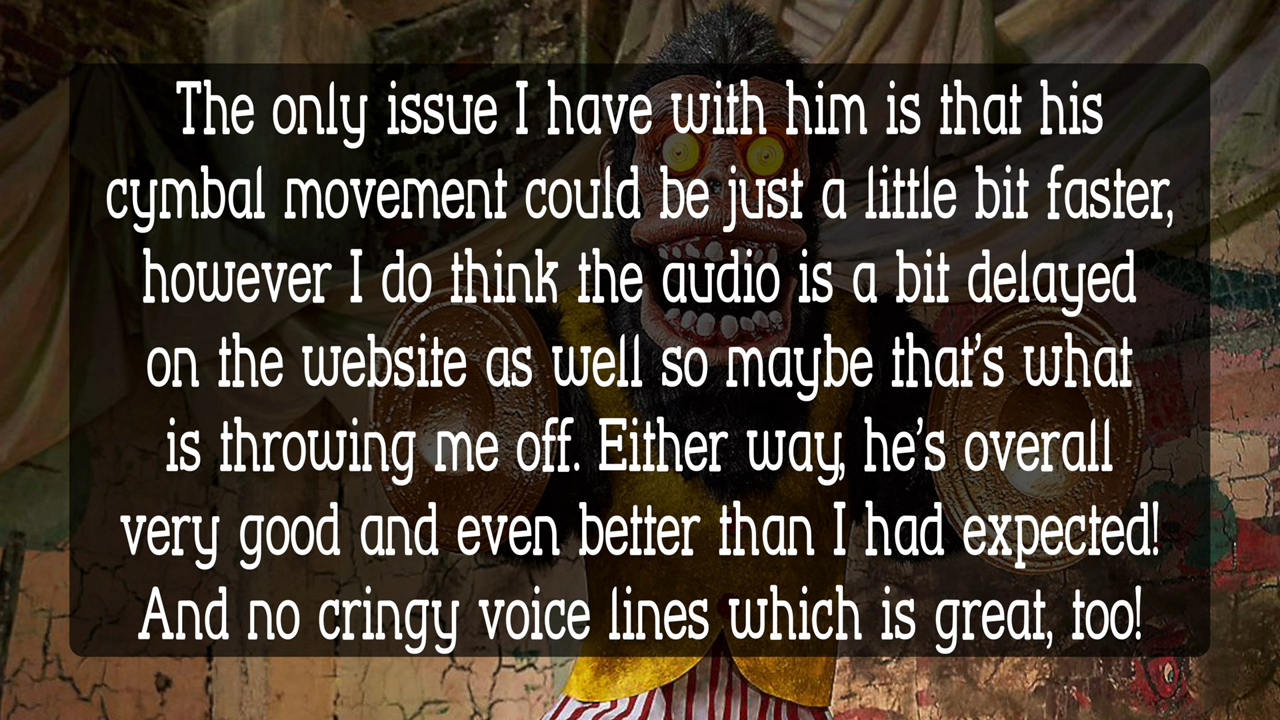 The only issue I have with him is that his
cymbal movement could be just a little bit faster,
however I do think the audio is a bit delayed
on the website as well so maybe that's what
is throwing me off. Either way, he's overall
very good and even better than I had expected!
And no cringy voice lines which is great, too!